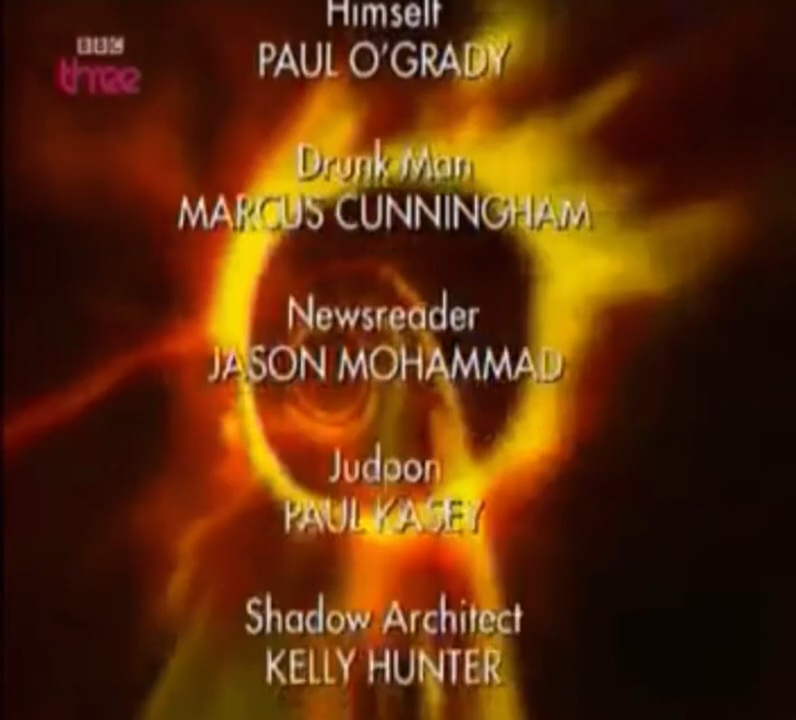 Himself
BBC
three
PAUL O'GRADY
Drunk Man
MARCUS CUNNINGHAM
Newsreader
JASON MOHAMMAD
Judoon
PAUL KASEY
Shadow Architect
KELLY HUNTER